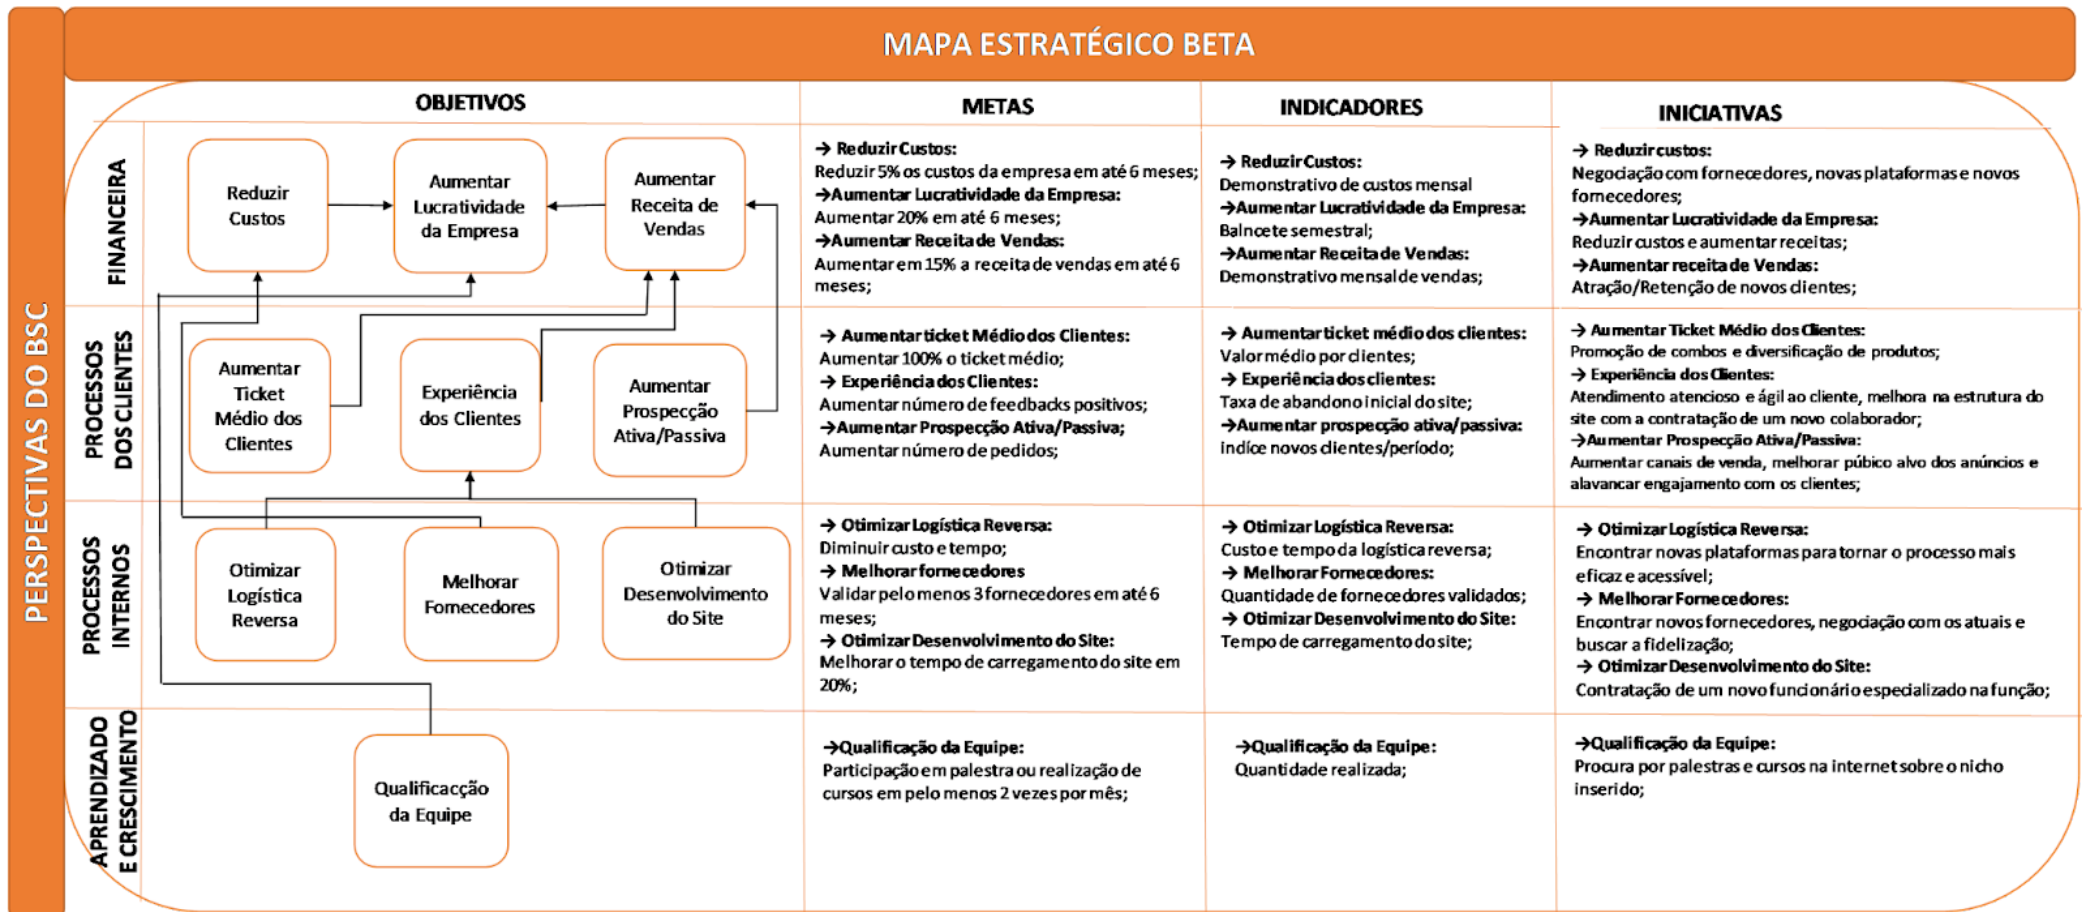 MAPA ESTRATÉGICO BETA
PERSPECTIVAS DO BSC
OBJETIVOS
METAS
INDICADORES
INICIATIVAS
FINANCEIRA
Reduzir
Custos
Aumentar
Lucratividade
da Empresa
Aumentar
Receita de
Vendas
→ Reduzir Custos:
Reduzir 5% os custos da empresa em até 6 meses;
→Aumentar Lucratividade da Empresa:
Aumentar 20% em até 6 meses;
→Aumentar Receita de Vendas:
Aumentar em 15% a receita de vendas em até 6
meses;
→ Reduzir Custos:
Demonstrativo de custos mensal
→Aumentar Lucratividade da Empresa:
Balncete semestral;
→Aumentar Receita de Vendas:
Demonstrativo mensal de vendas;
→ Reduzir custos:
Negociação com fornecedores, novas plataformas e novos
fornecedores;
→Aumentar Lucratividade da Empresa:
Reduzir custos e aumentar receitas;
→Aumentar receita de Vendas:
Atração/Retenção de novos clientes;
PROCESSOS
DOS CLIENTES
Aumentar
Ticket
Médio dos
Clientes
Experiência
dos Clientes
Aumentar
Prospecção
Ativa/Passiva
→ Aumentar ticket Médio dos Clientes:
Aumentar 100% o ticket médio;
→ Experiência dos Clientes:
Aumentar número de feedbacks positivos;
→Aumentar Prospecção Ativa/Passiva;
Aumentar número de pedidos;
→ Aumentar ticket médio dos clientes:
Valor médio por clientes;
→ Experiência dos clientes:
Taxa de abandono inicial do site;
→Aumentar prospecção ativa/passiva:
indíce novos clientes/período;
→ Aumentar Ticket Médio dos Clientes:
Promoção de combos e diversificação de produtos;
→ Experiência dos Clientes:
Atendimento atencioso e ágil ao cliente, melhora na estrutura do
site com a contratação de um novo colaborador;
→Aumentar Prospecção Ativa/Passiva:
Aumentar canais de venda, melhorar púbico alvo dos anúncios e
alavancar engajamento com os clientes;
PROCESSOS
INTERNOS
Otimizar
Logística
Reversa
Melhorar
Fornecedores
Otimizar
Desenvolvimento
do Site
→ Otimizar Logística Reversa:
Diminuir custo e tempo;
→ Melhorar fornecedores
Validar pelo menos 3 fornecedores em até 6
meses;
→ Otimizar Desenvolvimento do Site:
Melhorar o tempo de carregamento do site em
20%;
→ Otimizar Logística Reversa:
Custo e tempo da logística reversa;
→ Melhorar Fornecedores:
Quantidade de fornecedores validados;
→ Otimizar Desenvolvimento do Site:
Tempo de carregamento do site;
→ Otimizar Logística Reversa:
Encontrar novas plataformas para tornar o processo mais
eficaz e acessível;
→ Melhorar Fornecedores:
Encontrar novos fornecedores, negociação com os atuais e
buscar a fidelização;
→ Otimizar Desenvolvimento do Site:
Contratação de um novo funcionário especializado na função;
APRENDIZADO
E CRESCIMENTO
Qualificacção
da Equipe
→Qualificação da Equipe:
Participação em palestra ou realização de
cursos em pelo menos 2 vezes por mês;
→Qualificação da Equipe:
Quantidade realizada;
→Qualificação da Equipe:
Procura por palestras e cursos na internet sobre o nicho
inserido;